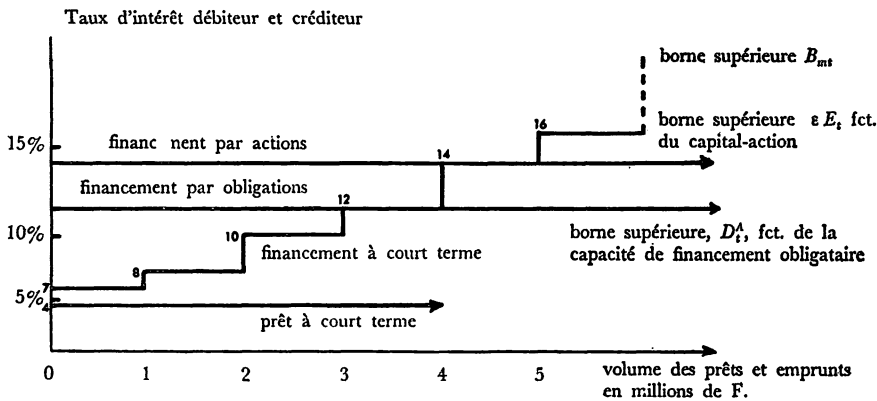 Taux d'intérêt débiteur et créditeur
borne supérieure Bmt
borne supérieure ε Et fct.
du capital-action
16
15%
financ nent par actions
14
financement par obligations
12
10%
10
financement à court terme
borne supérieure, DtΛ, fct. de la
capacité de financement obligataire
8
7
5%
4
prêt à court terme
0 1 2 3 4 5
volume des prêts et emprunts
en millions de F.